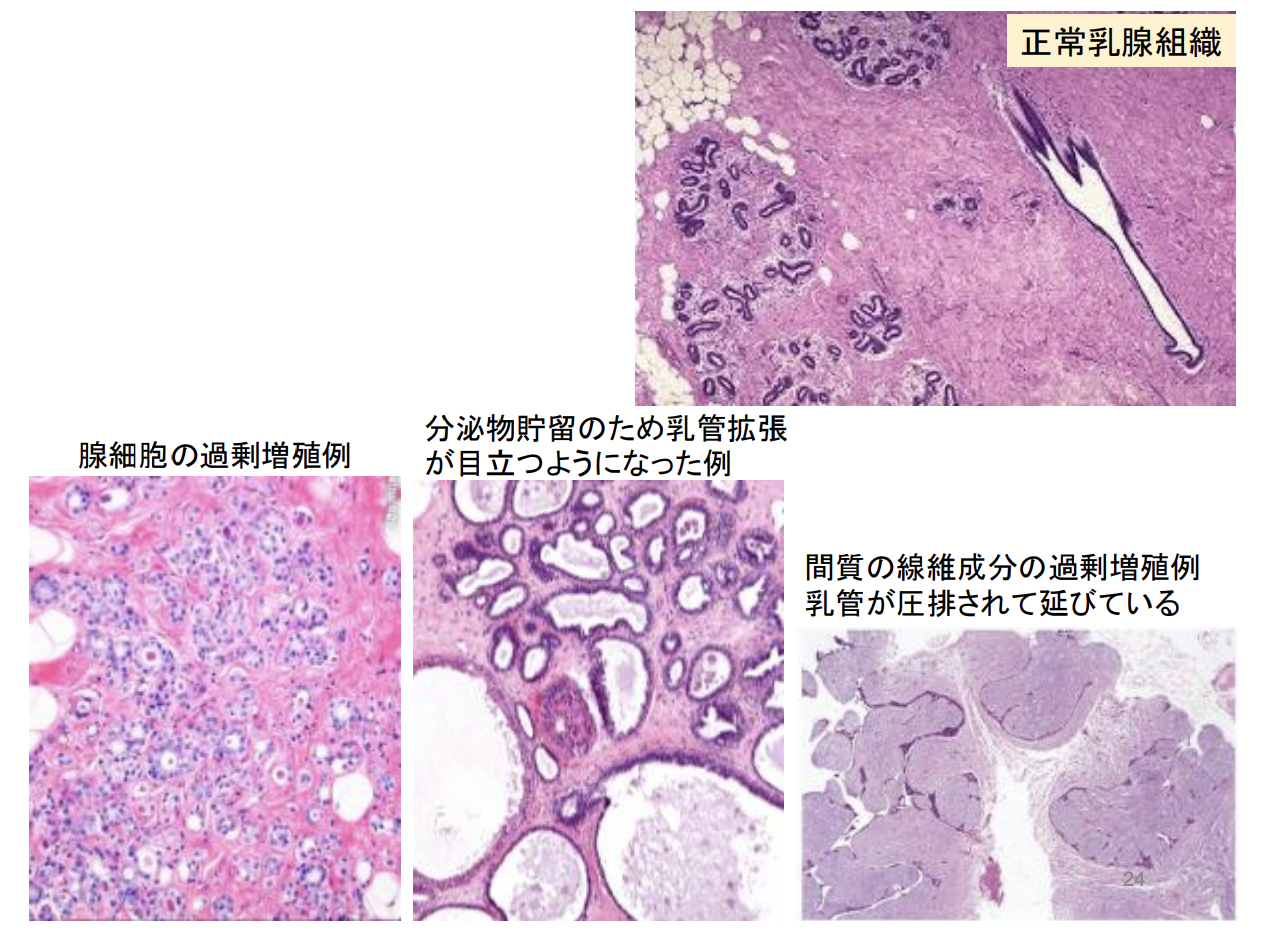 正常乳腺組織
腺細胞の過剰増殖例
分泌物貯留のため乳管拡張
が目立つようになった例
間質の線維成分の過剰増殖例
乳管が圧排されて延びている
24